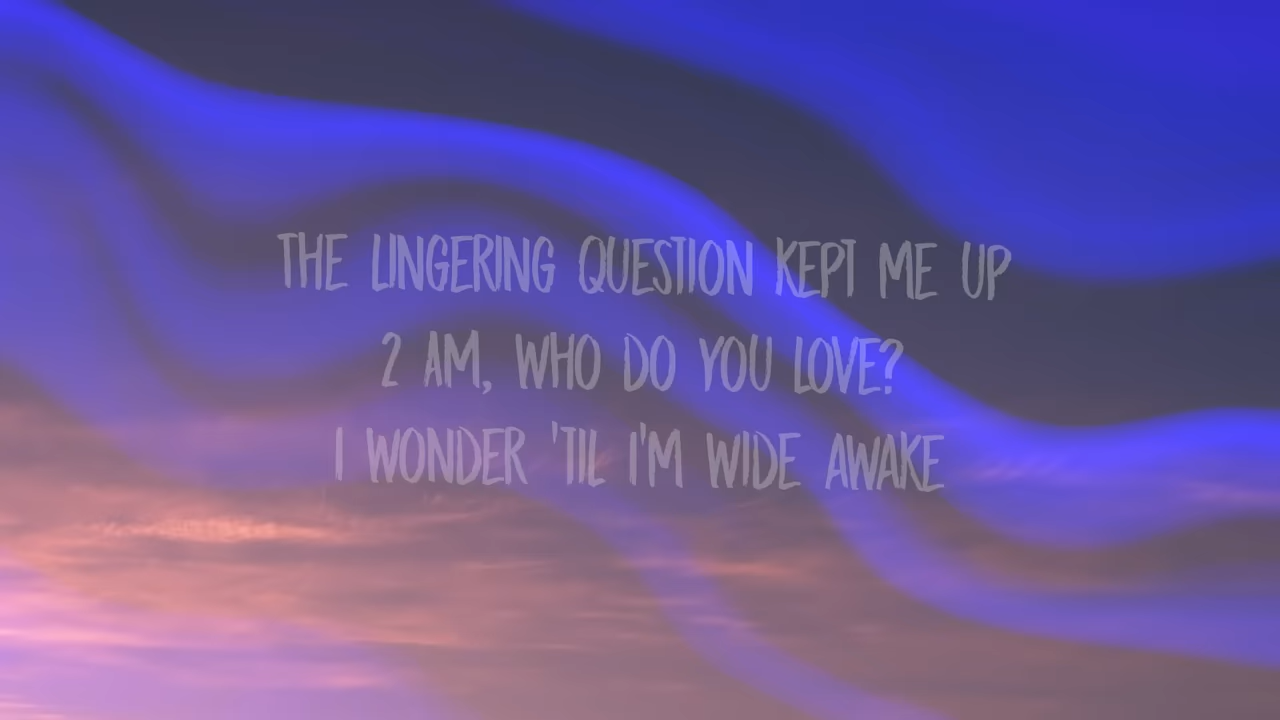 THE LINGERING QUESTION KEPT ME UP
2 AM, WHO DO YOU LOVE?
I WONDER 'TIL I'M WIDE AWAKE